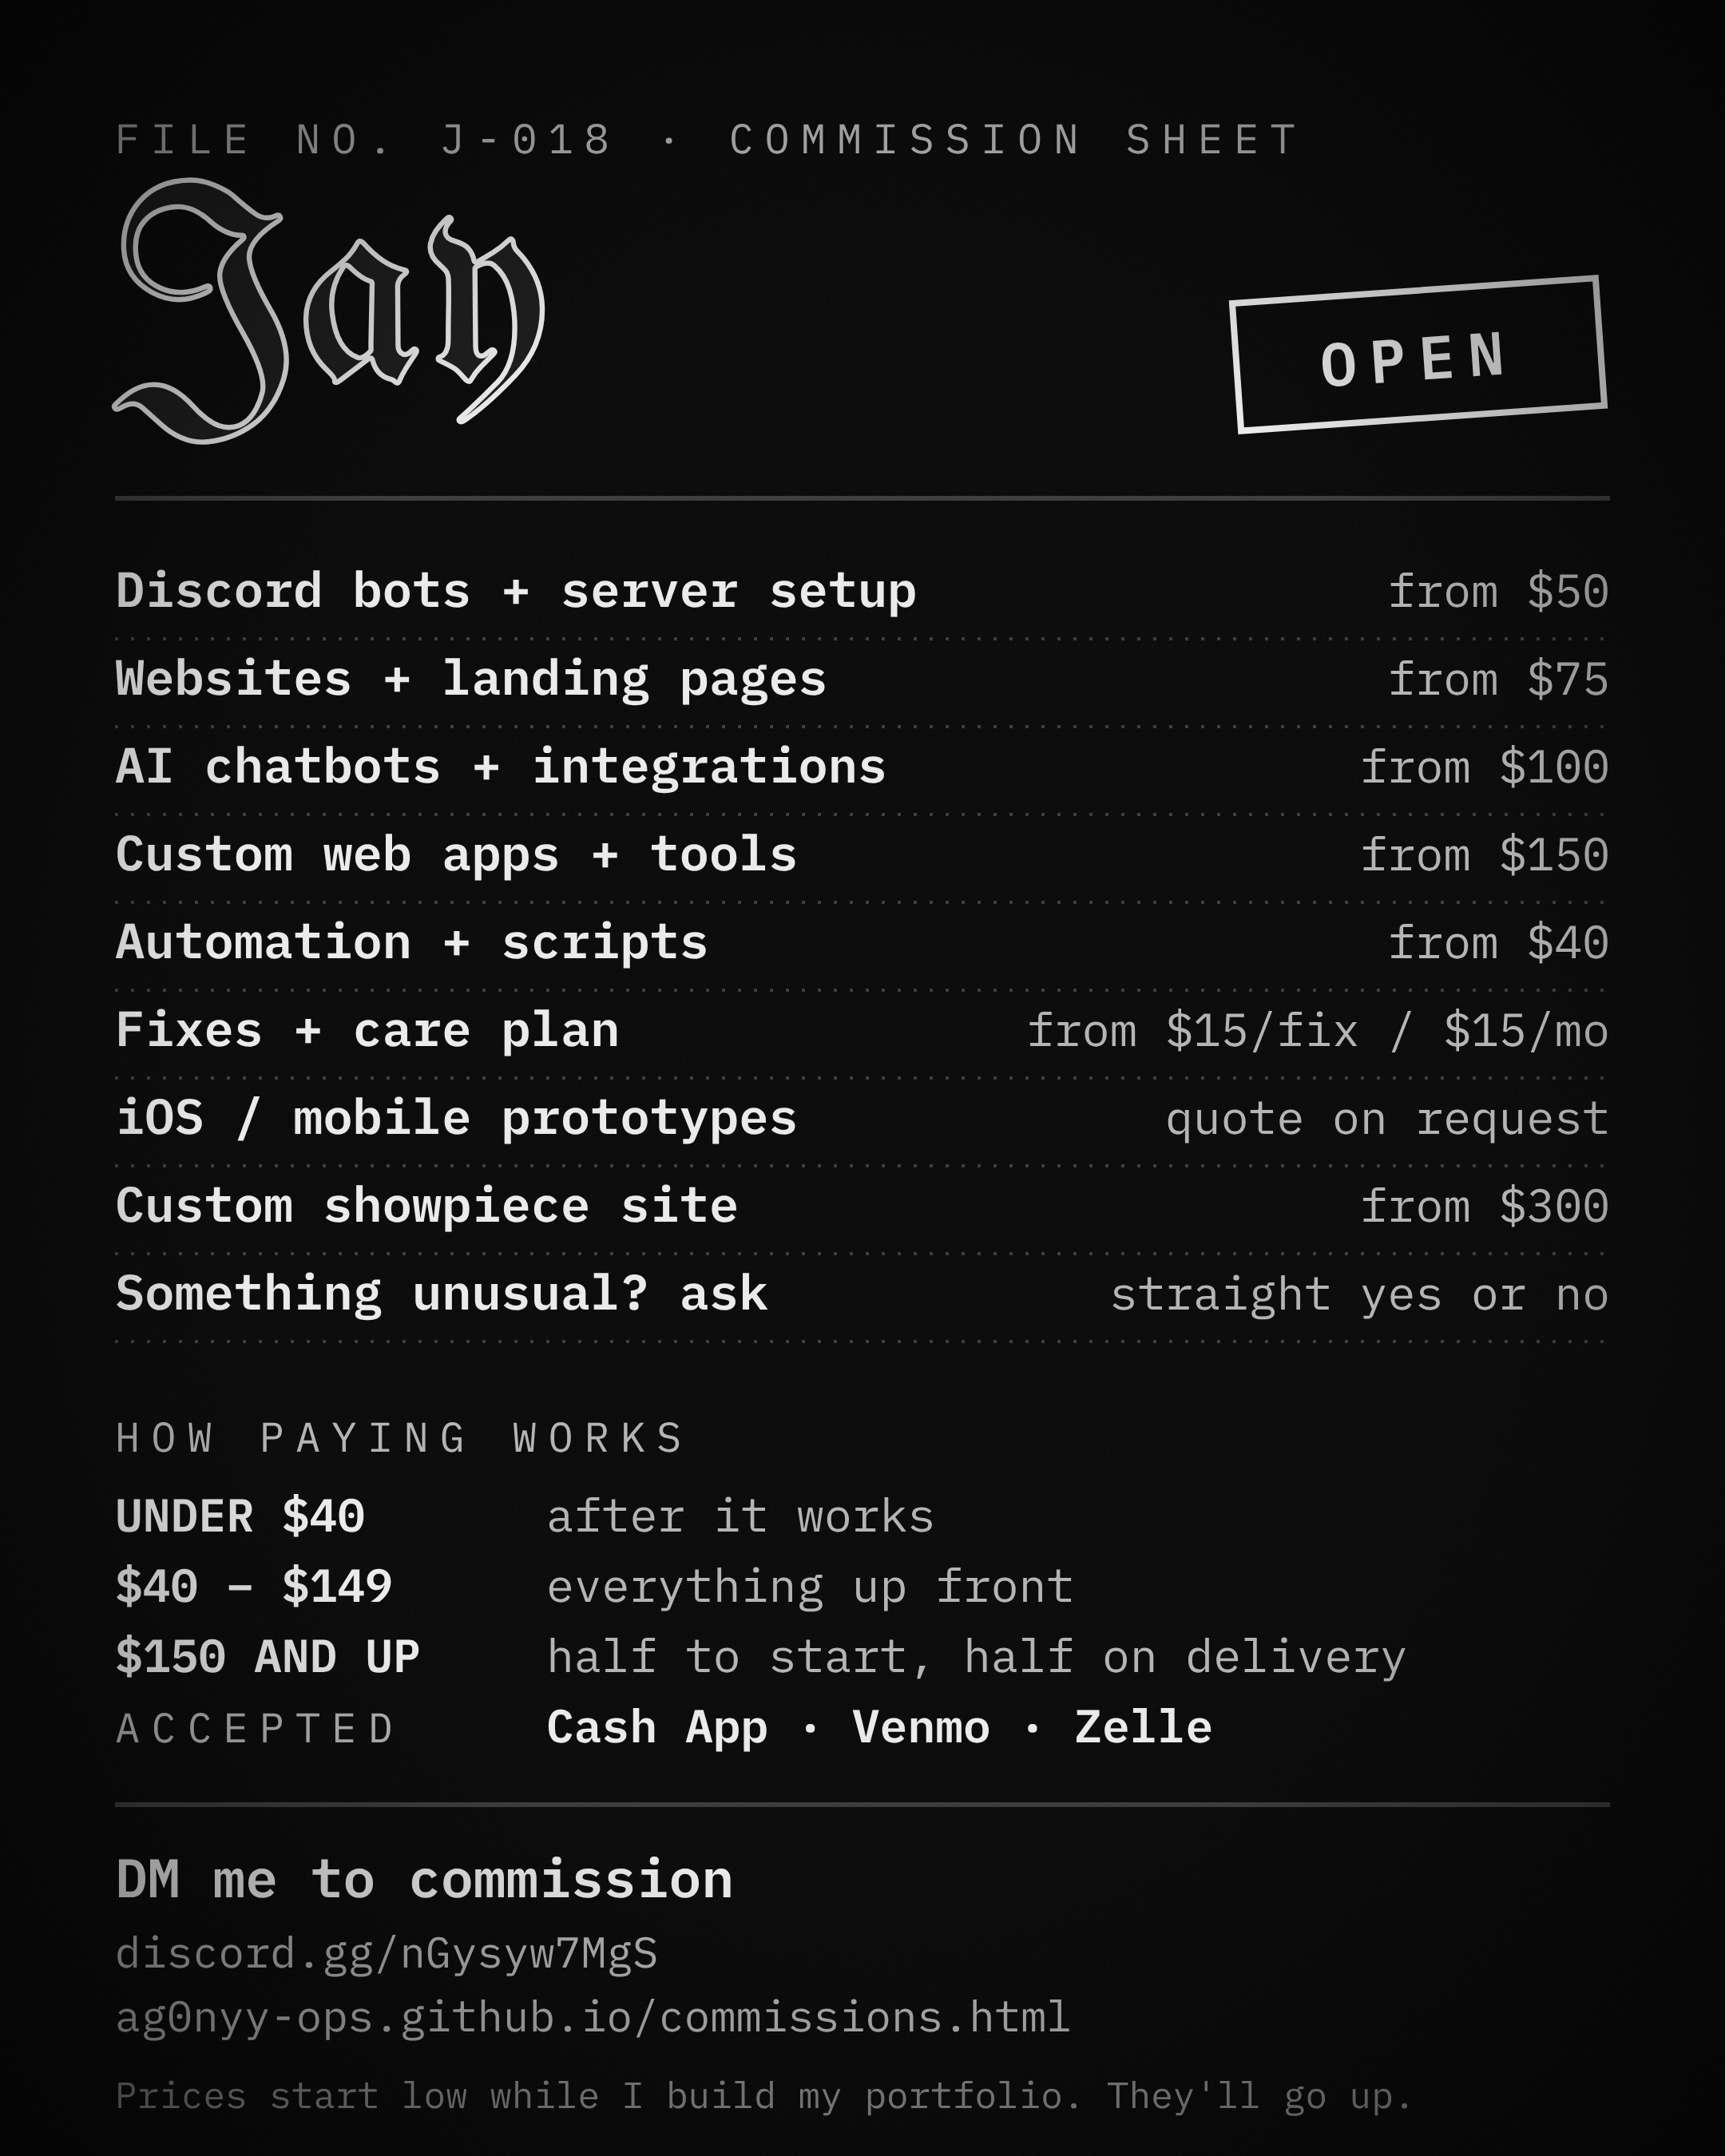 FILE NO. J-018 · COMMISSION SHEET
Jay
OPEN
Discord bots + server setup from $50
Websites + landing pages from $75
AI chatbots + integrations from $100
Custom web apps + tools from $150
Automation + scripts from $40
Fixes + care plan from $15/fix / $15/mo
iOS / mobile prototypes quote on request
Custom showpiece site from $300
Something unusual? ask straight yes or no
HOW PAYING WORKS
UNDER $40 after it works
$40 – $149 everything up front
$150 AND UP half to start, half on delivery
ACCEPTED Cash App · Venmo · Zelle
DM me to commission
discord.gg/nGysyw7MgS
ag0nyy-ops.github.io/commissions.html
Prices start low while I build my portfolio. They'll go up.